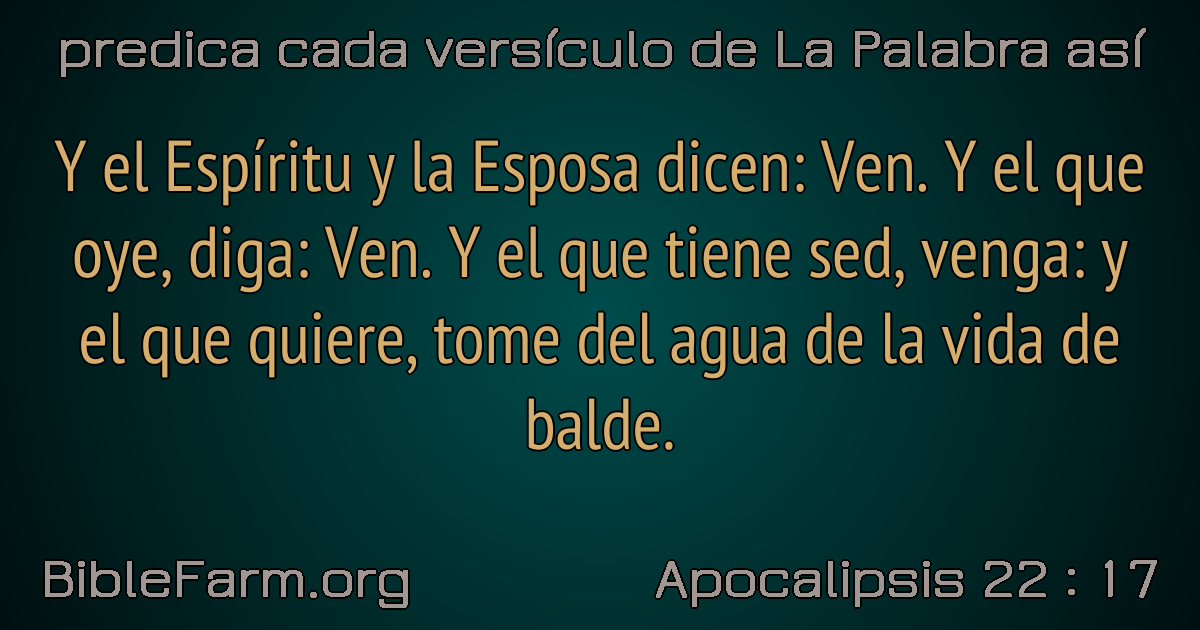 predica cada versículo de La Palabra así
Y el Espíritu y la Esposa dicen: Ven. Y el que
oye, diga: Ven. Y el que tiene sed, venga: y
el que quiere, tome del agua de la vida de
balde.
BibleFarm.org
Apocalipsis 22 : 17